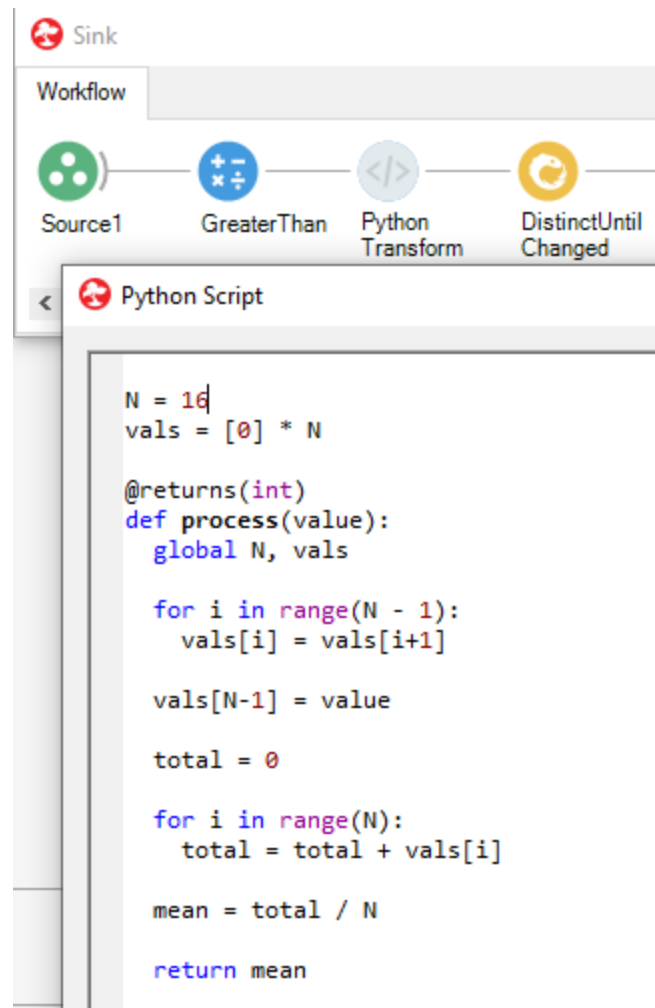 Sink
Workflow
Source1
GreaterThan
Python
Transform
DistinctUntil
Changed
Python Script
N = 16
vals = [0] * N
@returns(int)
def process(value):
  global N, vals
  for i in range(N - 1):
    vals[i] = vals[i+1]
  vals[N-1] = value
  total = 0
  for i in range(N):
    total = total + vals[i]
  mean = total / N
  return mean